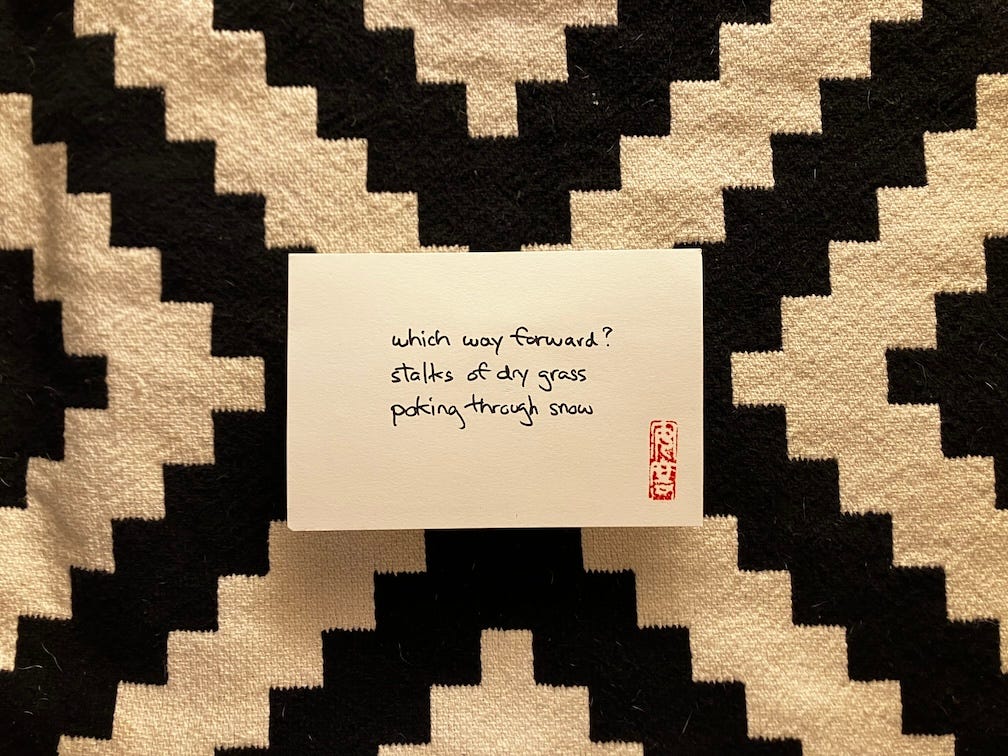 which way forward?
stalks of dry grass
poking through snow